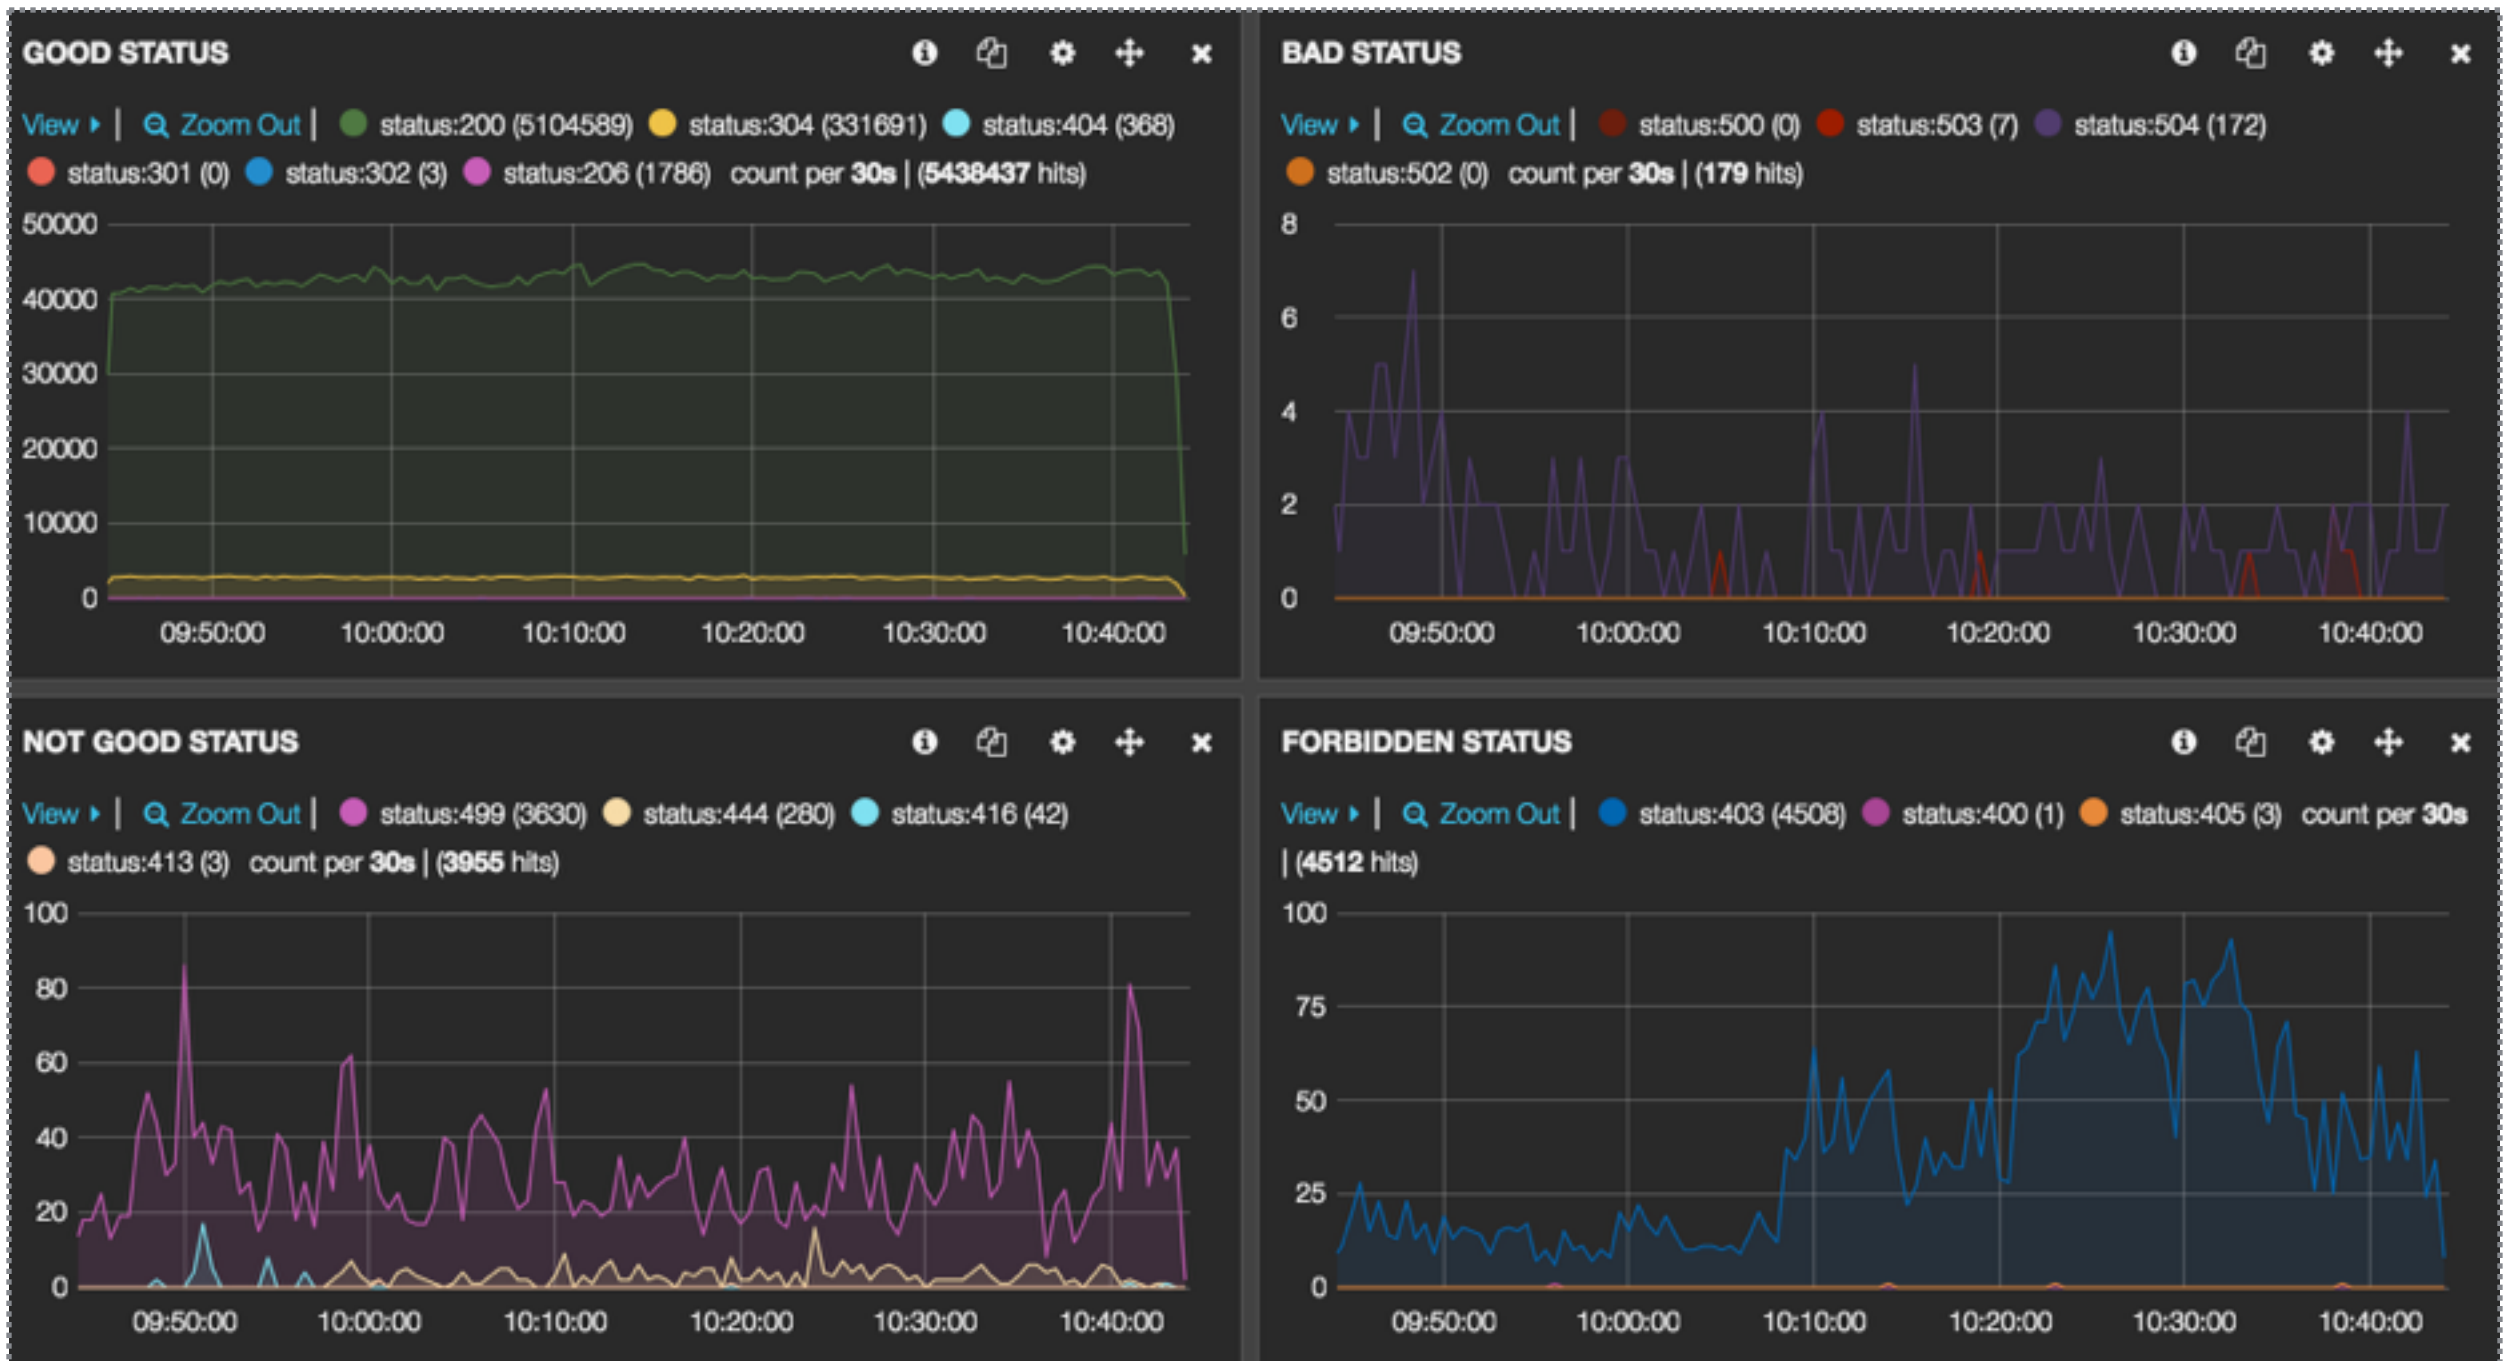 GOOD STATUS
View | Zoom Out | status:200 (5104589) status:304 (331691) status:404 (368)
status:301 (0) status:302 (3) status:206 (1786) count per 30s | (5438437 hits)
50000
40000
30000
20000
10000
0
09:50:00 10:00:00 10:10:00 10:20:00 10:30:00 10:40:00
BAD STATUS
View | Zoom Out | status:500 (0) status:503 (7) status:504 (172)
status:502 (0) count per 30s | (179 hits)
8
6
4
2
0
09:50:00 10:00:00 10:10:00 10:20:00 10:30:00 10:40:00
NOT GOOD STATUS
View | Zoom Out | status:499 (3630) status:444 (280) status:416 (42)
status:413 (3) count per 30s | (3955 hits)
100
80
60
40
20
0
09:50:00 10:00:00 10:10:00 10:20:00 10:30:00 10:40:00
FORBIDDEN STATUS
View | Zoom Out | status:403 (4508) status:400 (1) status:405 (3) count per 30s
| (4512 hits)
100
75
50
25
0
09:50:00 10:00:00 10:10:00 10:20:00 10:30:00 10:40:00